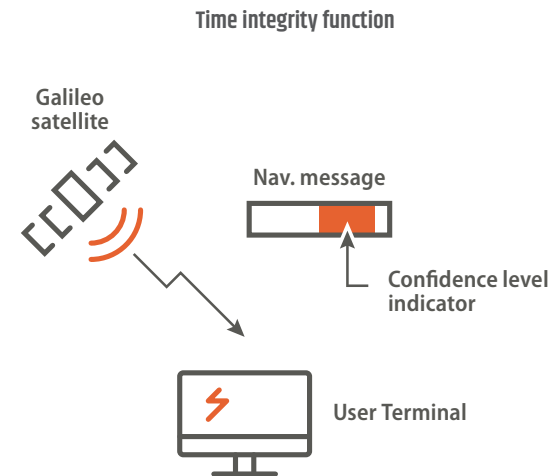 Time integrity function
Galileo
satellite
Nav. message
Confidence level
indicator
User Terminal